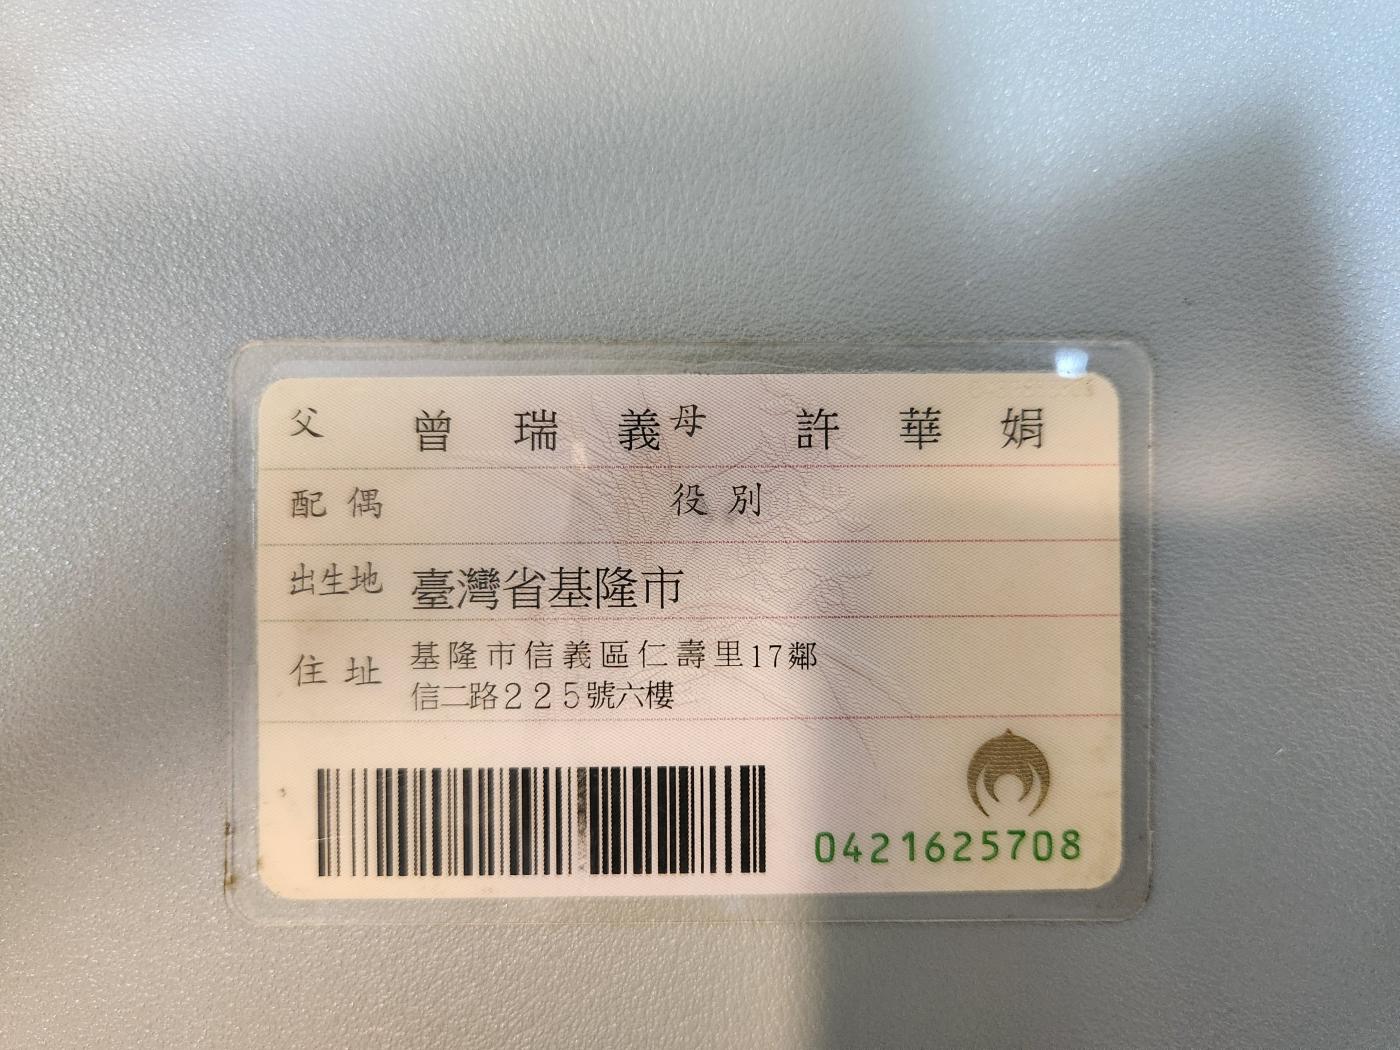 父 曾瑞義 母 許華娟
配偶 役別
出生地 臺灣省基隆市
住址 基隆市信義區仁壽里17鄰
信二路225號六樓
0421625708